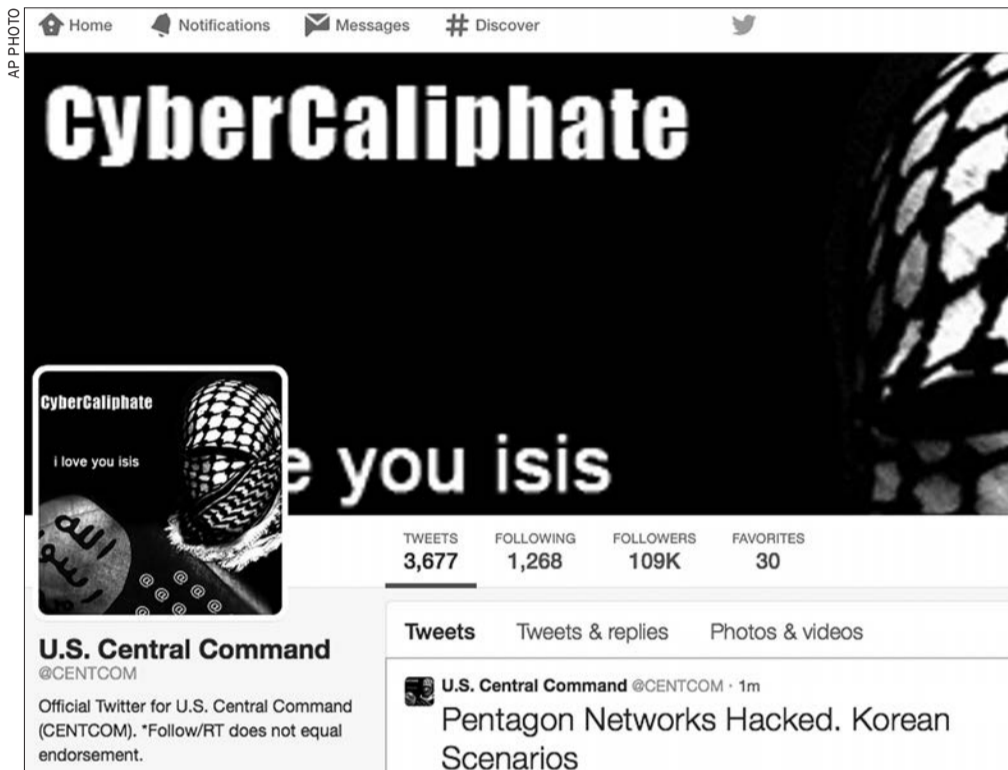 AP PHOTO
Home Notifications Messages # Discover
CyberCaliphate
e you isis
CyberCaliphate
i love you isis
الله
رسول
@ @
@ @ @
@ @
TWEETS FOLLOWING FOLLOWERS FAVORITES
3,677 1,268 109K 30
Tweets Tweets & replies Photos & videos
U.S. Central Command
@CENTCOM
Official Twitter for U.S. Central Command
(CENTCOM). *Follow/RT does not equal
endorsement.
U.S. Central Command @CENTCOM · 1m
Pentagon Networks Hacked. Korean
Scenarios